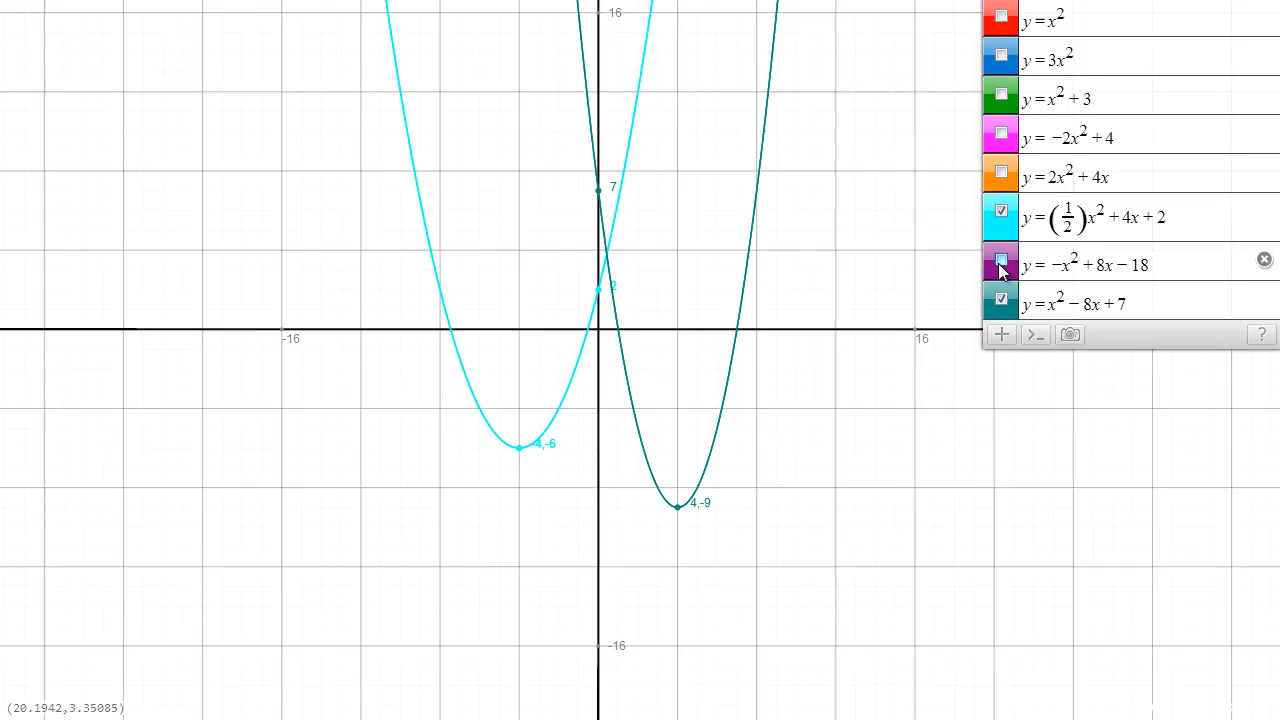 16
y = x²
y = 3x²
y = x² + 3
y = −2x² + 4
y = 2x² + 4x
7
y = (1/2)x² + 4x + 2
y = −x² + 8x − 18
2
y = x² − 8x + 7
-16
16
?
-4,-6
4,-9
-16
(20.1942,3.35085)